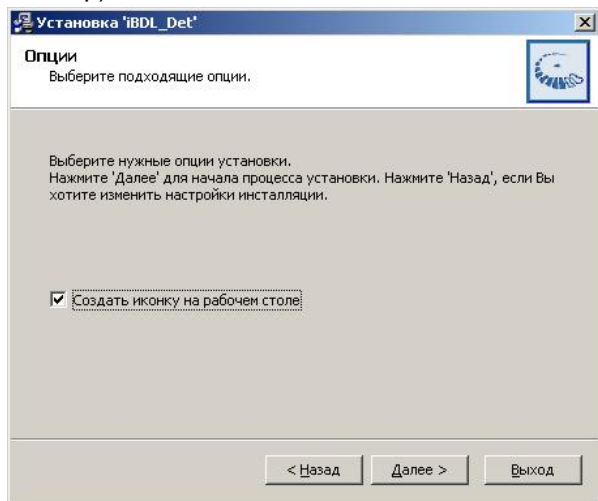 Установка 'iBDL_Det'
Опции
Выберите подходящие опции.
Выберите нужные опции установки.
Нажмите 'Далее' для начала процесса установки. Нажмите 'Назад', если Вы
хотите изменить настройки инсталляции.
Создать иконку на рабочем столе
< Назад
Далее >
Выход